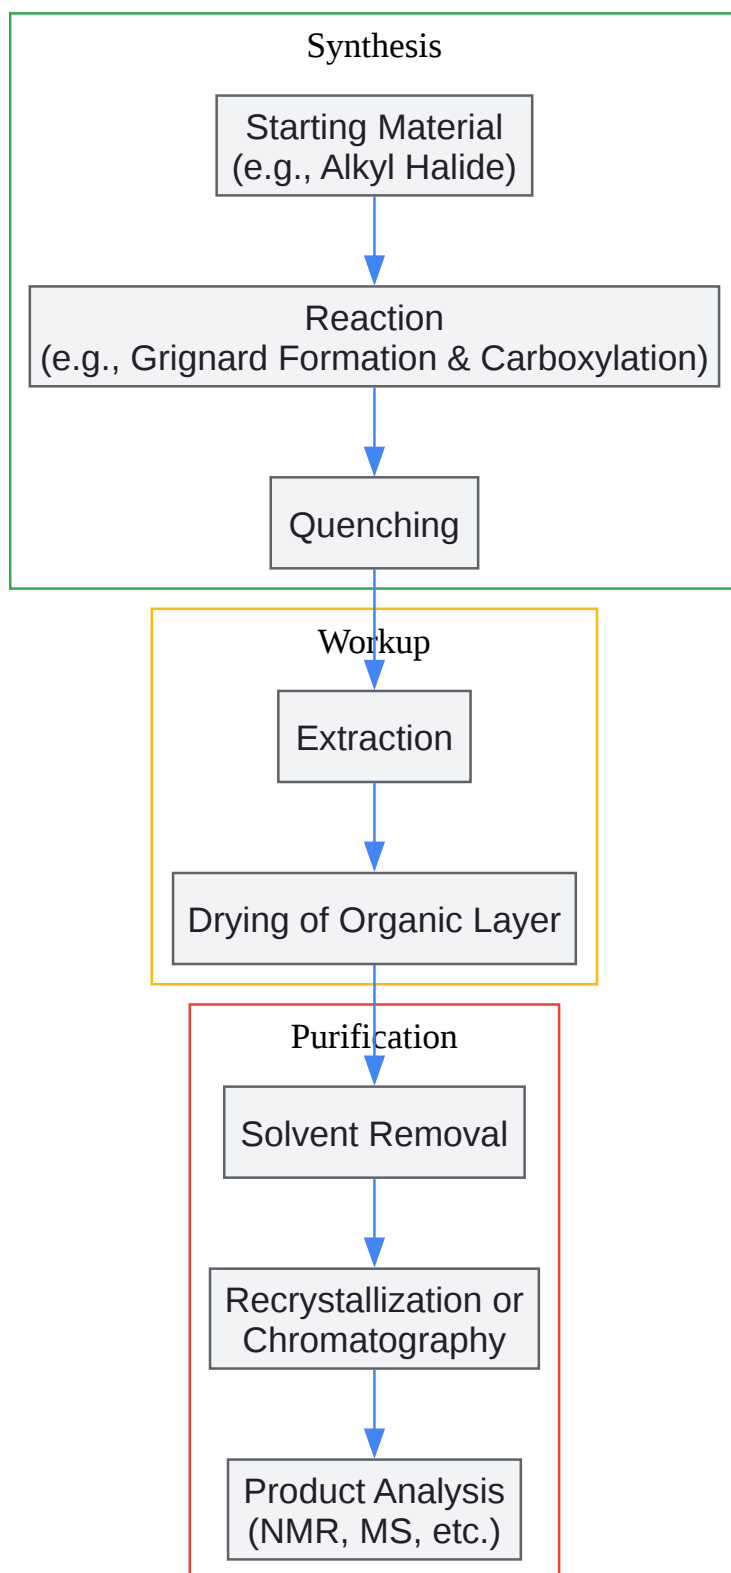 Synthesis
Starting Material
(e.g., Alkyl Halide)
Reaction
(e.g., Grignard Formation & Carboxylation)
Quenching
Workup
Extraction
Drying of Organic Layer
Purification
Solvent Removal
Recrystallization or
Chromatography
Product Analysis
(NMR, MS, etc.)